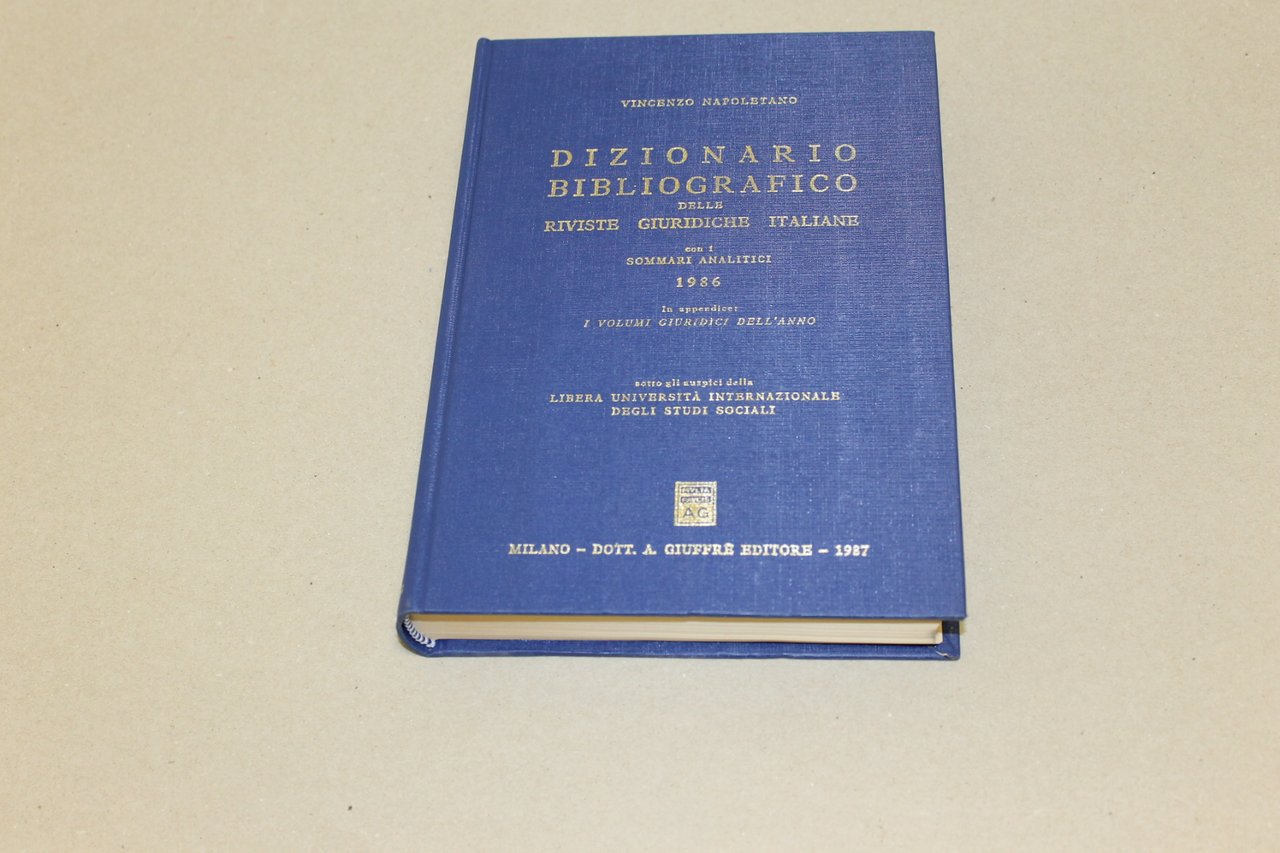 VINCENZO NAPOLETANO
DIZIONARIO
BIBLIOGRAFICO
DELLE
RIVISTE GIURIDICHE ITALIANE
con i
SOMMARI ANALITICI
1986
In appendice:
I VOLUMI GIURIDICI DELL'ANNO
sotto gli auspici della
LIBERA UNIVERSITÀ INTERNAZIONALE
DEGLI STUDI SOCIALI
AG
MILANO – DOTT. A. GIUFFRÈ EDITORE – 1987